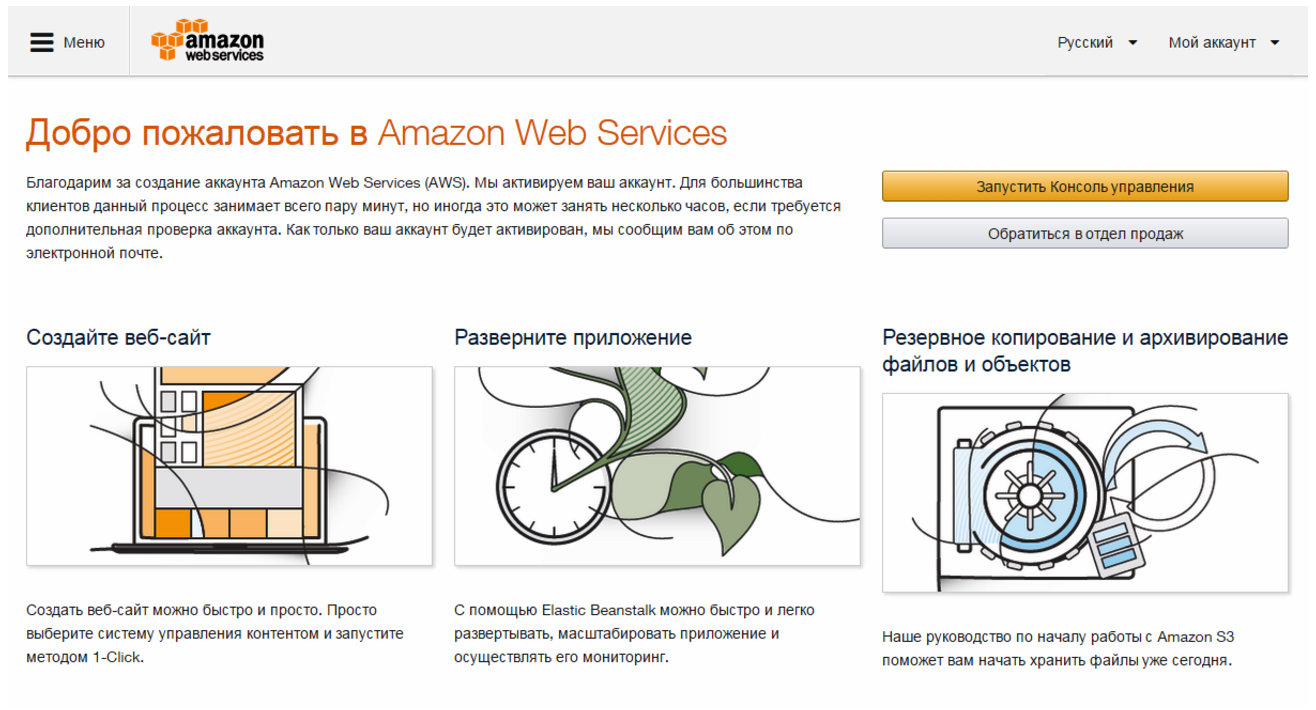 Меню
amazon
web services
Русский
Мой аккаунт
Добро пожаловать в Amazon Web Services
Благодарим за создание аккаунта Amazon Web Services (AWS). Мы активируем ваш аккаунт. Для большинства
клиентов данный процесс занимает всего пару минут, но иногда это может занять несколько часов, если требуется
дополнительная проверка аккаунта. Как только ваш аккаунт будет активирован, мы сообщим вам об этом по
электронной почте.
Запустить Консоль управления
Обратиться в отдел продаж
Создайте веб-сайт
Создать веб-сайт можно быстро и просто. Просто
выберите систему управления контентом и запустите
методом 1-Click.
Разверните приложение
С помощью Elastic Beanstalk можно быстро и легко
развертывать, масштабировать приложение и
осуществлять его мониторинг.
Резервное копирование и архивирование
файлов и объектов
Наше руководство по началу работы с Amazon S3
поможет вам начать хранить файлы уже сегодня.